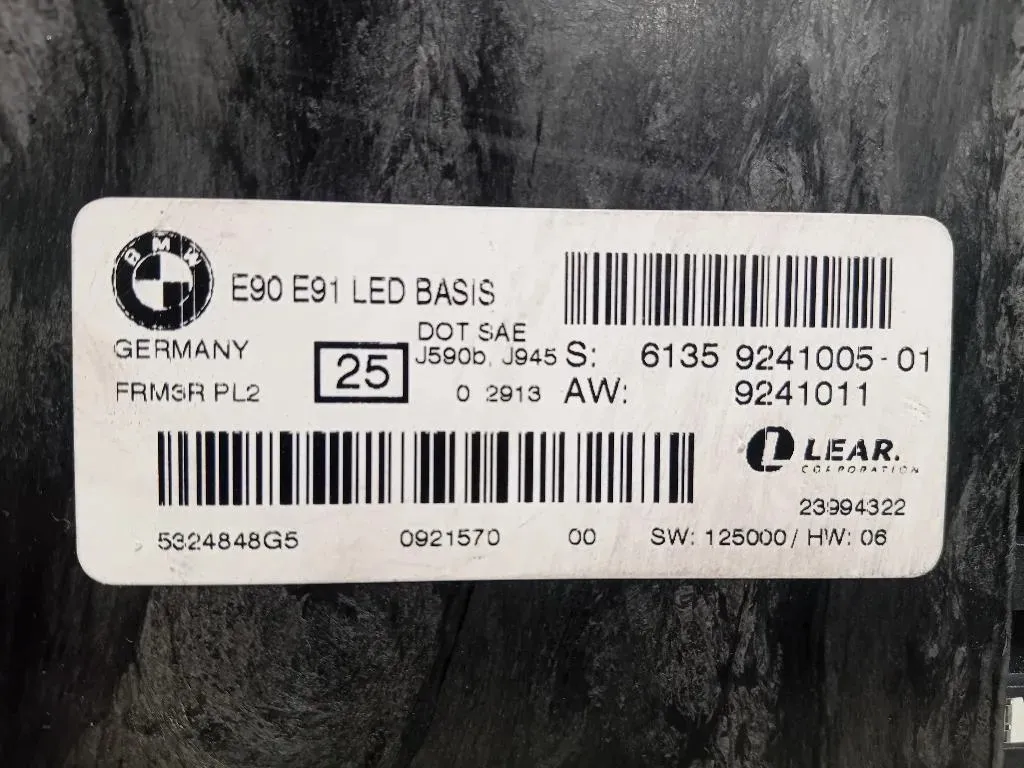 BMW
E90 E91 LED BASIS
DOT SAE
GERMANY
J590b, J945 S: 6135 9241005-01
25
FRM3R PL2
0 2913 AW: 9241011
LEAR.
CORPORATION
23994322
5324848G5 0921570 00 SW: 125000 / HW: 06